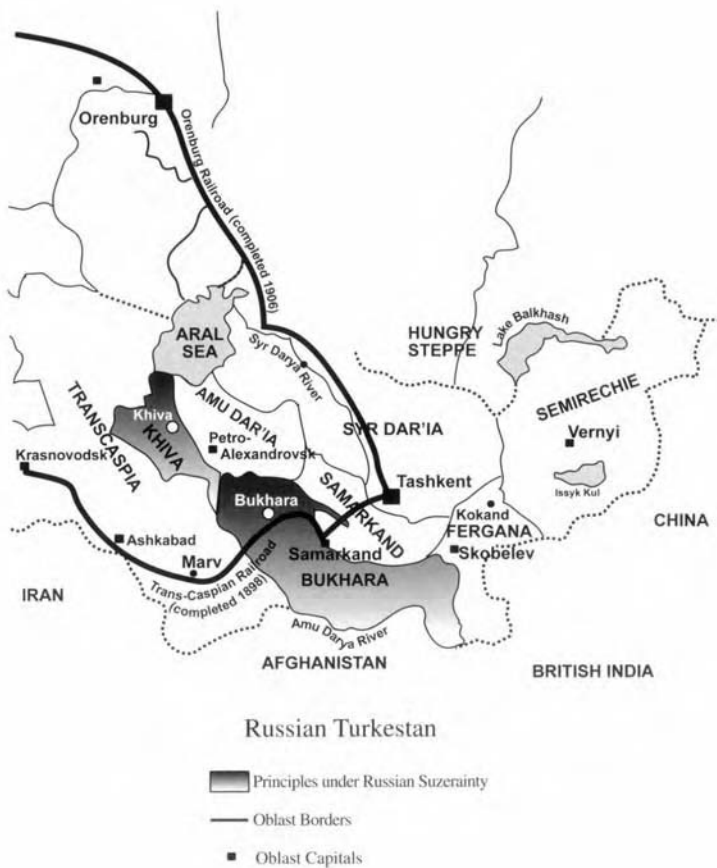 Orenburg
Orenburg Railroad (completed 1906)
ARAL
SEA
Syr Darya River
HUNGRY
STEPPE
Lake Balkhash
SEMIRECHIE
TRANSCASPIA
Khiva
KHIVA
AMU DAR'IA
Petro-
Alexandrovsk
SYR DAR'IA
Vernyi
Krasnovodsk
Issyk Kul
SAMARKAND
Tashkent
Bukhara
Kokand
FERGANA
CHINA
Ashkabad
Samarkand
Skobelev
Marv
BUKHARA
IRAN
Trans-Caspian Railroad
(completed 1898)
Amu Darya River
AFGHANISTAN
BRITISH INDIA
Russian Turkestan
Principles under Russian Suzerainty
Oblast Borders
Oblast Capitals